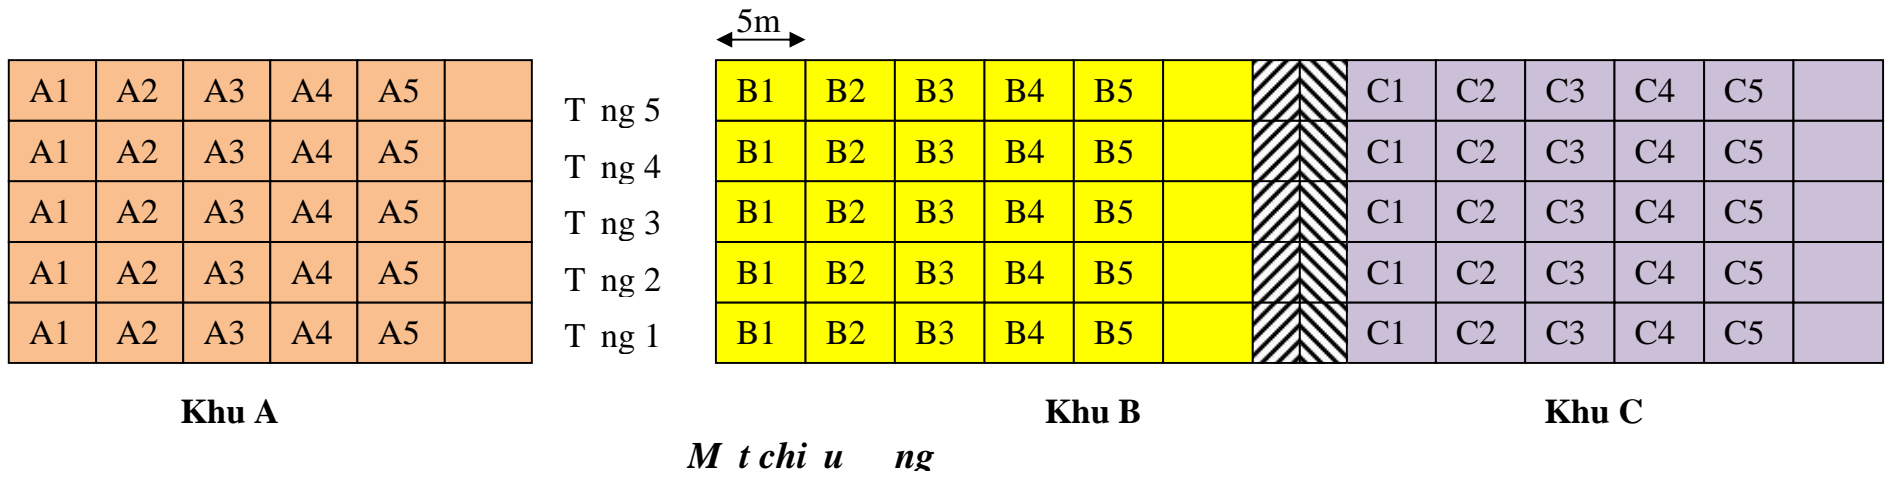 5m
A1 A2 A3 A4 A5 T ng 5 B1 B2 B3 B4 B5 C1 C2 C3 C4 C5
A1 A2 A3 A4 A5 T ng 4 B1 B2 B3 B4 B5 C1 C2 C3 C4 C5
A1 A2 A3 A4 A5 T ng 3 B1 B2 B3 B4 B5 C1 C2 C3 C4 C5
A1 A2 A3 A4 A5 T ng 2 B1 B2 B3 B4 B5 C1 C2 C3 C4 C5
A1 A2 A3 A4 A5 T ng 1 B1 B2 B3 B4 B5 C1 C2 C3 C4 C5
Khu A Khu B Khu C
M t chi u ng